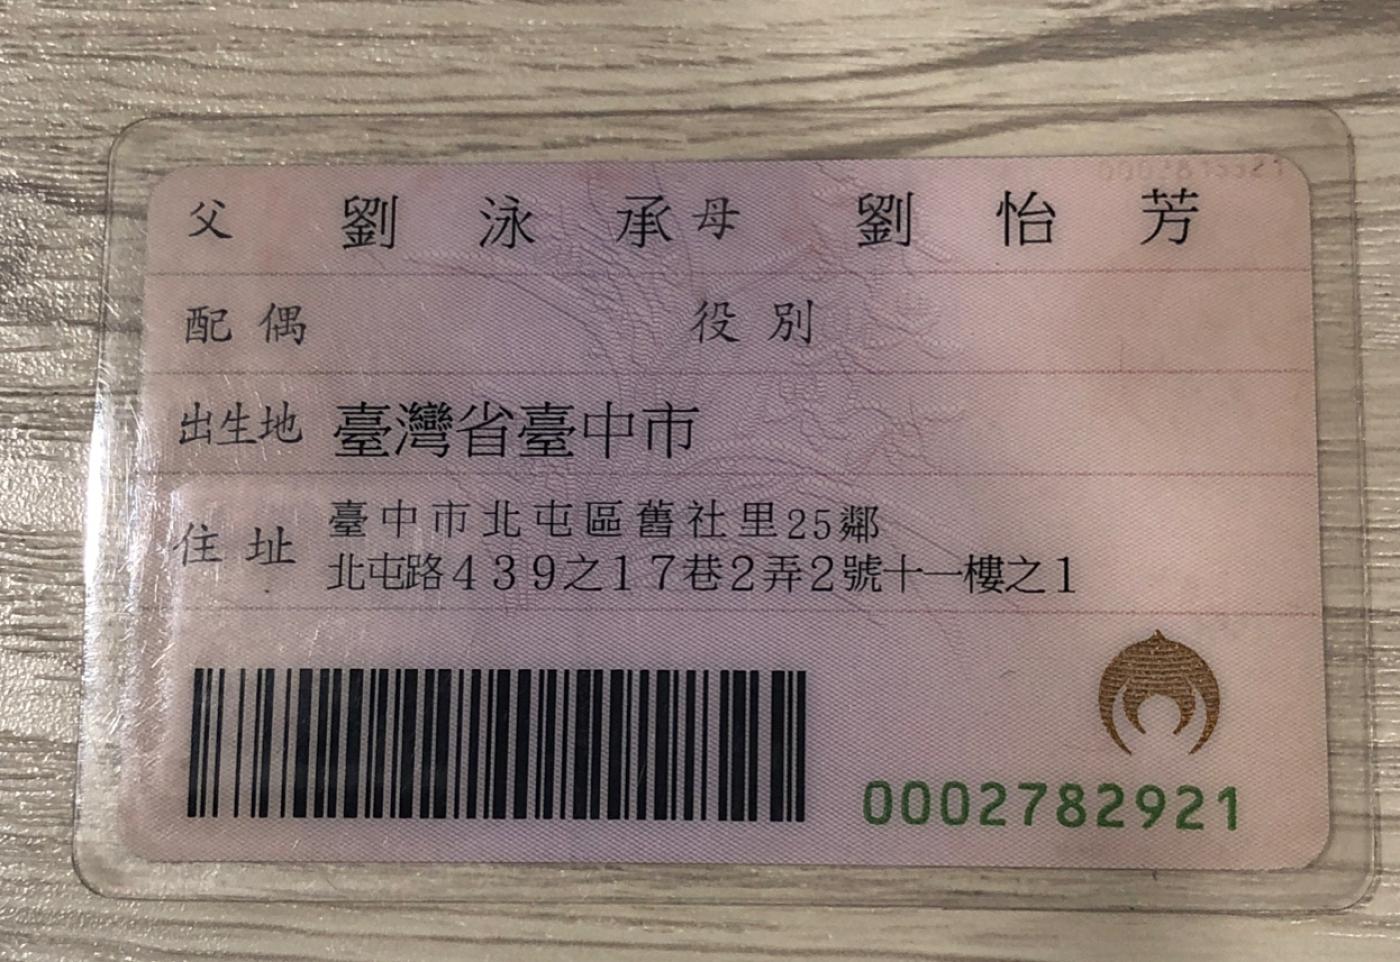 父 劉泳承 母 劉怡芳
配偶 役別
出生地 臺灣省臺中市
住址 臺中市北屯區舊社里25鄰
北屯路439之17巷2弄2號十一樓之1
0002782921